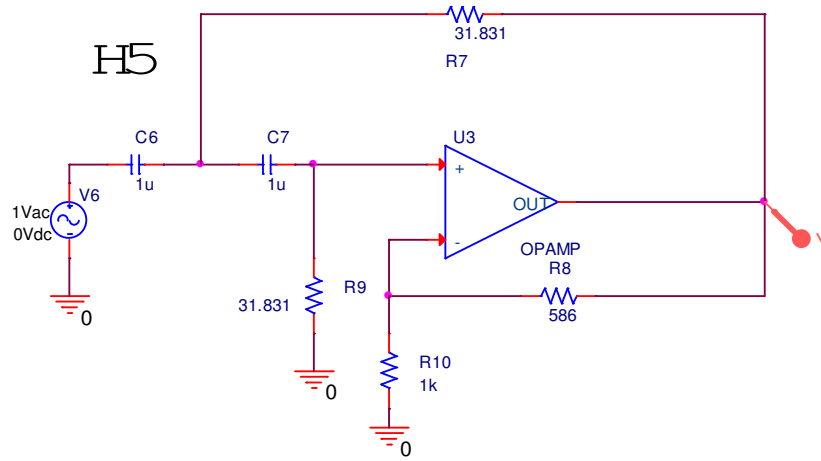 31.831
R7
H5
C6
1u
C7
1u
U3
+
-
OUT
V6
1Vac
0Vdc
+
-
0
R9
31.831
0
OPAMP
R8
586
R10
1k
0